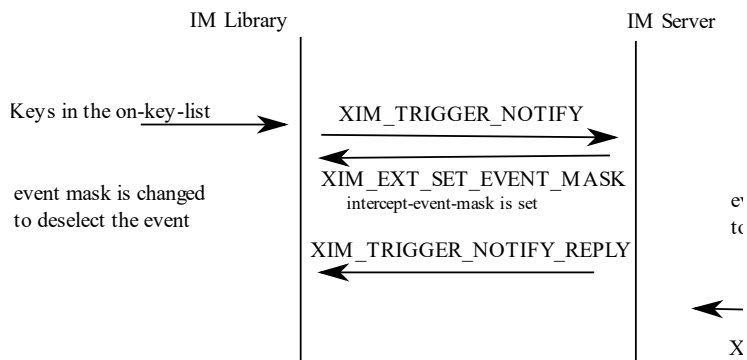 IM Library
IM Server
Keys in the on-key-list
XIM_TRIGGER_NOTIFY
XIM_EXT_SET_EVENT_MASK
intercept-event-mask is set
event mask is changed
to deselect the event
XIM_TRIGGER_NOTIFY_REPLY